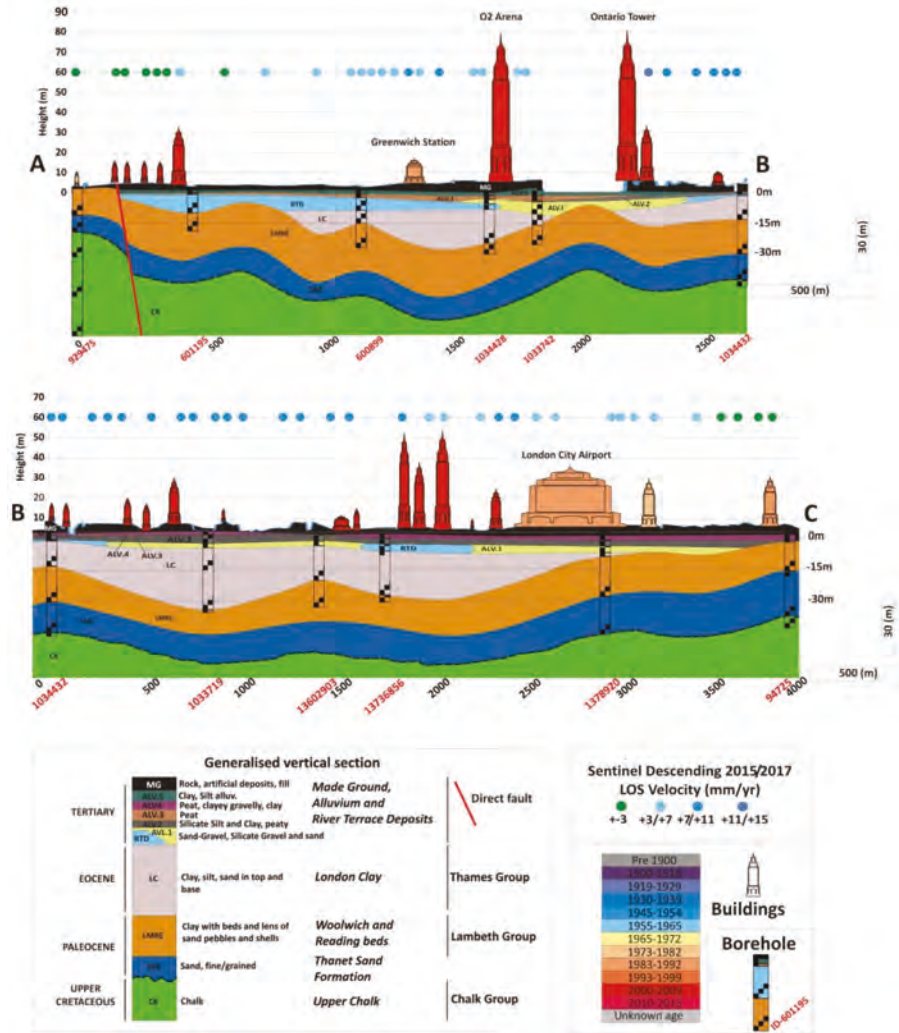 90
80
O2 Arena
Ontario Tower
70
60
50
Height (m)
40
30
20
Greenwich Station
A
B
10
MG
0
0m
ALV.1
ALV.2
RTD
LC
-15m
-30m
30 (m)
500 (m)
CK
0
500
1000
1500
2000
2500
929475
601195
600899
1034428
1033742
1034432
70
60
50
Height (m)
40
30
20
10
London City Airport
B
C
0m
ALV.4
ALV.3
RTD
ALV.1
LC
-15m
LMBE
-30m
30 (m)
CK
500 (m)
0
500
1000
1500
2000
2500
3000
3500
4000
1034432
1033719
13602903
13736856
1378920
94725
Generalised vertical section
TERTIARY
MG
Rock, artificial deposits, fill
Clay, Silt alluv.
Peat, clayey gravelly, clay
ALV.3
Peat
Silicate Silt and Clay, peaty
AVL.1
RTD
Sand-Gravel, Silicate Gravel and sand
Made Ground,
Alluvium and
River Terrace Deposits
Direct fault
EOCENE
LC
Clay, silt, sand in top and
base
London Clay
Thames Group
PALEOCENE
LMBE
Clay with beds and lens of
sand pebbles and shells
Woolwich and
Reading beds
Lambeth Group
Sand, fine/grained
Thanet Sand
Formation
UPPER
CRETACEOUS
CK
Chalk
Upper Chalk
Chalk Group
Sentinel Descending 2015/2017
LOS Velocity (mm/yr)
+-3
+3/+7
+7/+11
+11/+15
Pre 1900
1900-1918
1919-1929
1930-1939
1945-1954
1955-1965
1965-1972
1973-1982
1983-1992
1993-1999
2000-2009
2010-2015
Unknown age
Buildings
Borehole
ID-601195